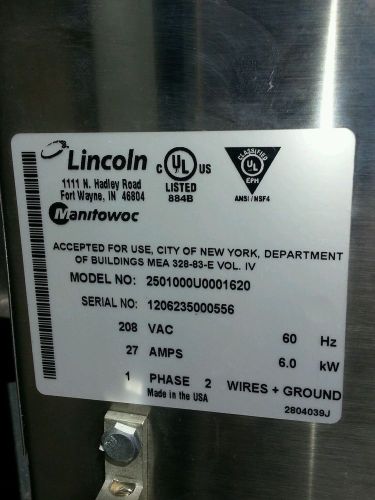 Lincoln
1111 N. Hadley Road
Fort Wayne, IN 46804
Manitowoc
C UL US
LISTED
884B
CLASSIFIED
UL
EPH
ANSI / NSF4
ACCEPTED FOR USE, CITY OF NEW YORK, DEPARTMENT
OF BUILDINGS MEA 328-83-E VOL. IV
MODEL NO: 2501000U0001620
SERIAL NO: 1206235000556
208 VAC 60 Hz
27 AMPS 6.0 kW
1 PHASE 2 WIRES + GROUND
Made in the USA
2804039J